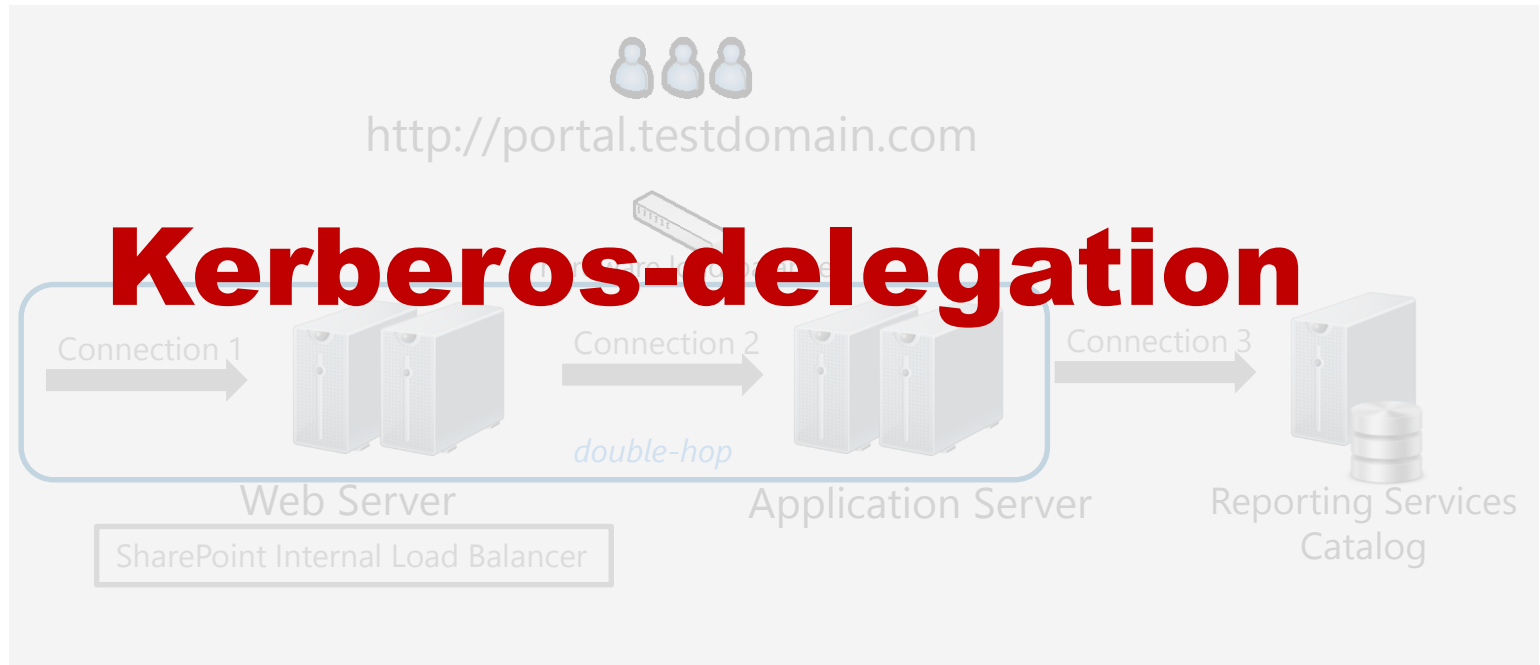 http://portal.testdomain.com
Kerberos-delegation
Connection 1
Connection 2
Connection 3
double-hop
Web Server
Application Server
Reporting Services
Catalog
SharePoint Internal Load Balancer